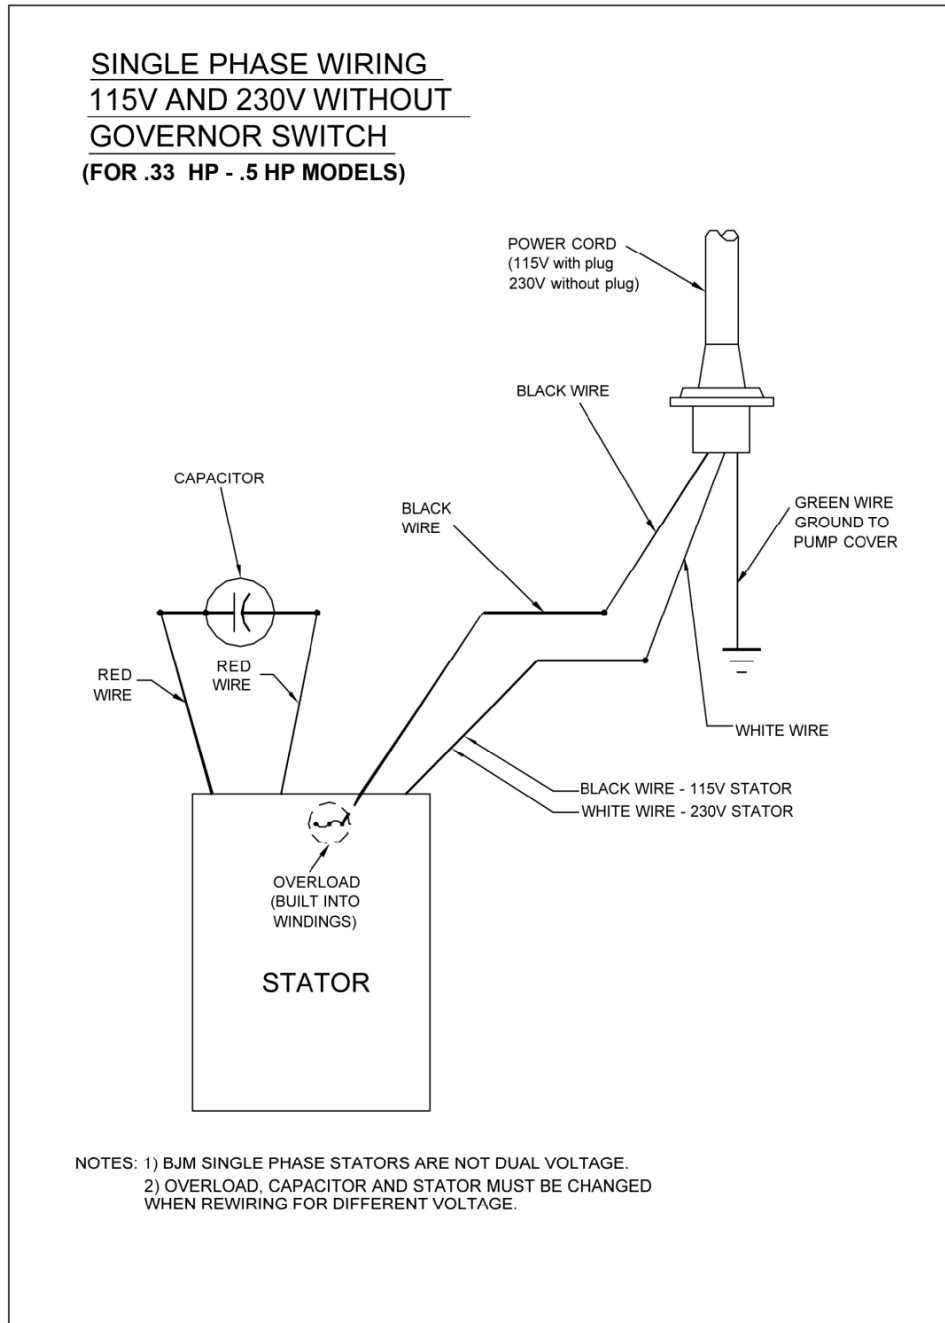 SINGLE PHASE WIRING
115V AND 230V WITHOUT
GOVERNOR SWITCH
(FOR .33 HP - .5 HP MODELS)
POWER CORD
(115V with plug
230V without plug)
BLACK WIRE
CAPACITOR
BLACK
WIRE
GREEN WIRE
GROUND TO
PUMP COVER
RED
WIRE
RED
WIRE
WHITE WIRE
BLACK WIRE - 115V STATOR
WHITE WIRE - 230V STATOR
OVERLOAD
(BUILT INTO
WINDINGS)
STATOR
NOTES: 1) BJM SINGLE PHASE STATORS ARE NOT DUAL VOLTAGE.
2) OVERLOAD, CAPACITOR AND STATOR MUST BE CHANGED
WHEN REWIRING FOR DIFFERENT VOLTAGE.